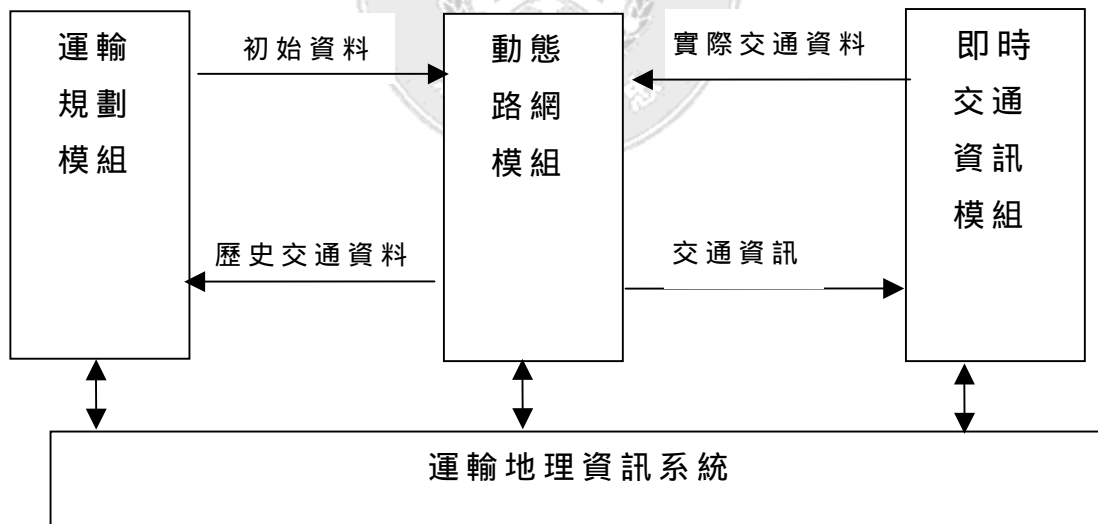 運輸
規劃
模組
初始資料
歷史交通資料
動態
路網
模組
實際交通資料
交通資訊
即時
交通
資訊
模組
運輸地理資訊系統